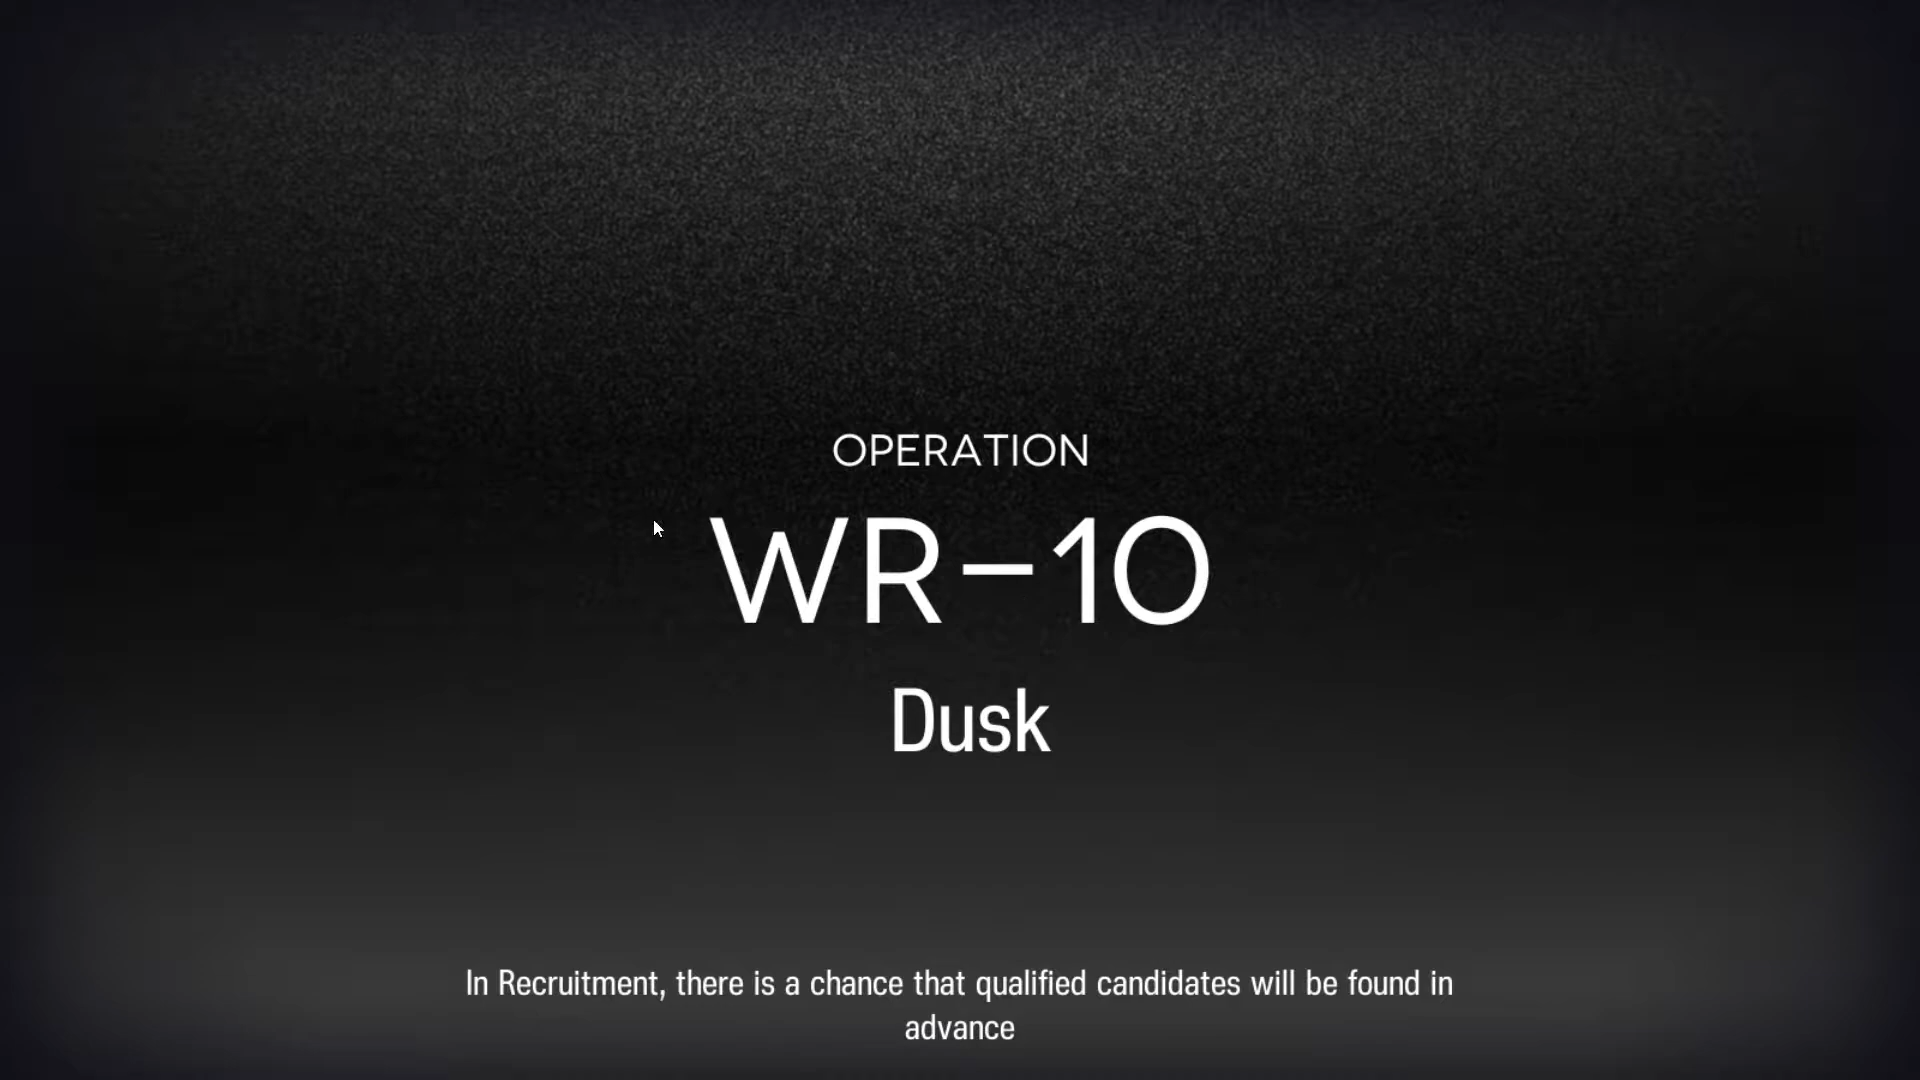 OPERATION
WR-10
Dusk
In Recruitment, there is a chance that qualified candidates will be found in
advance